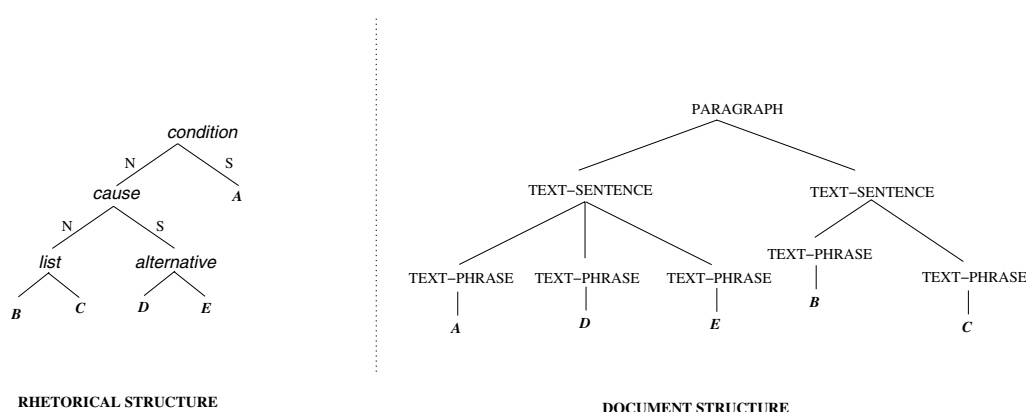 condition
N S
cause
A
N S
list alternative
B C D E
RHETORICAL STRUCTURE
PARAGRAPH
TEXT–SENTENCE TEXT–SENTENCE
TEXT–PHRASE
TEXT–PHRASE TEXT–PHRASE TEXT–PHRASE TEXT–PHRASE
B
A D E C
DOCUMENT STRUCTURE